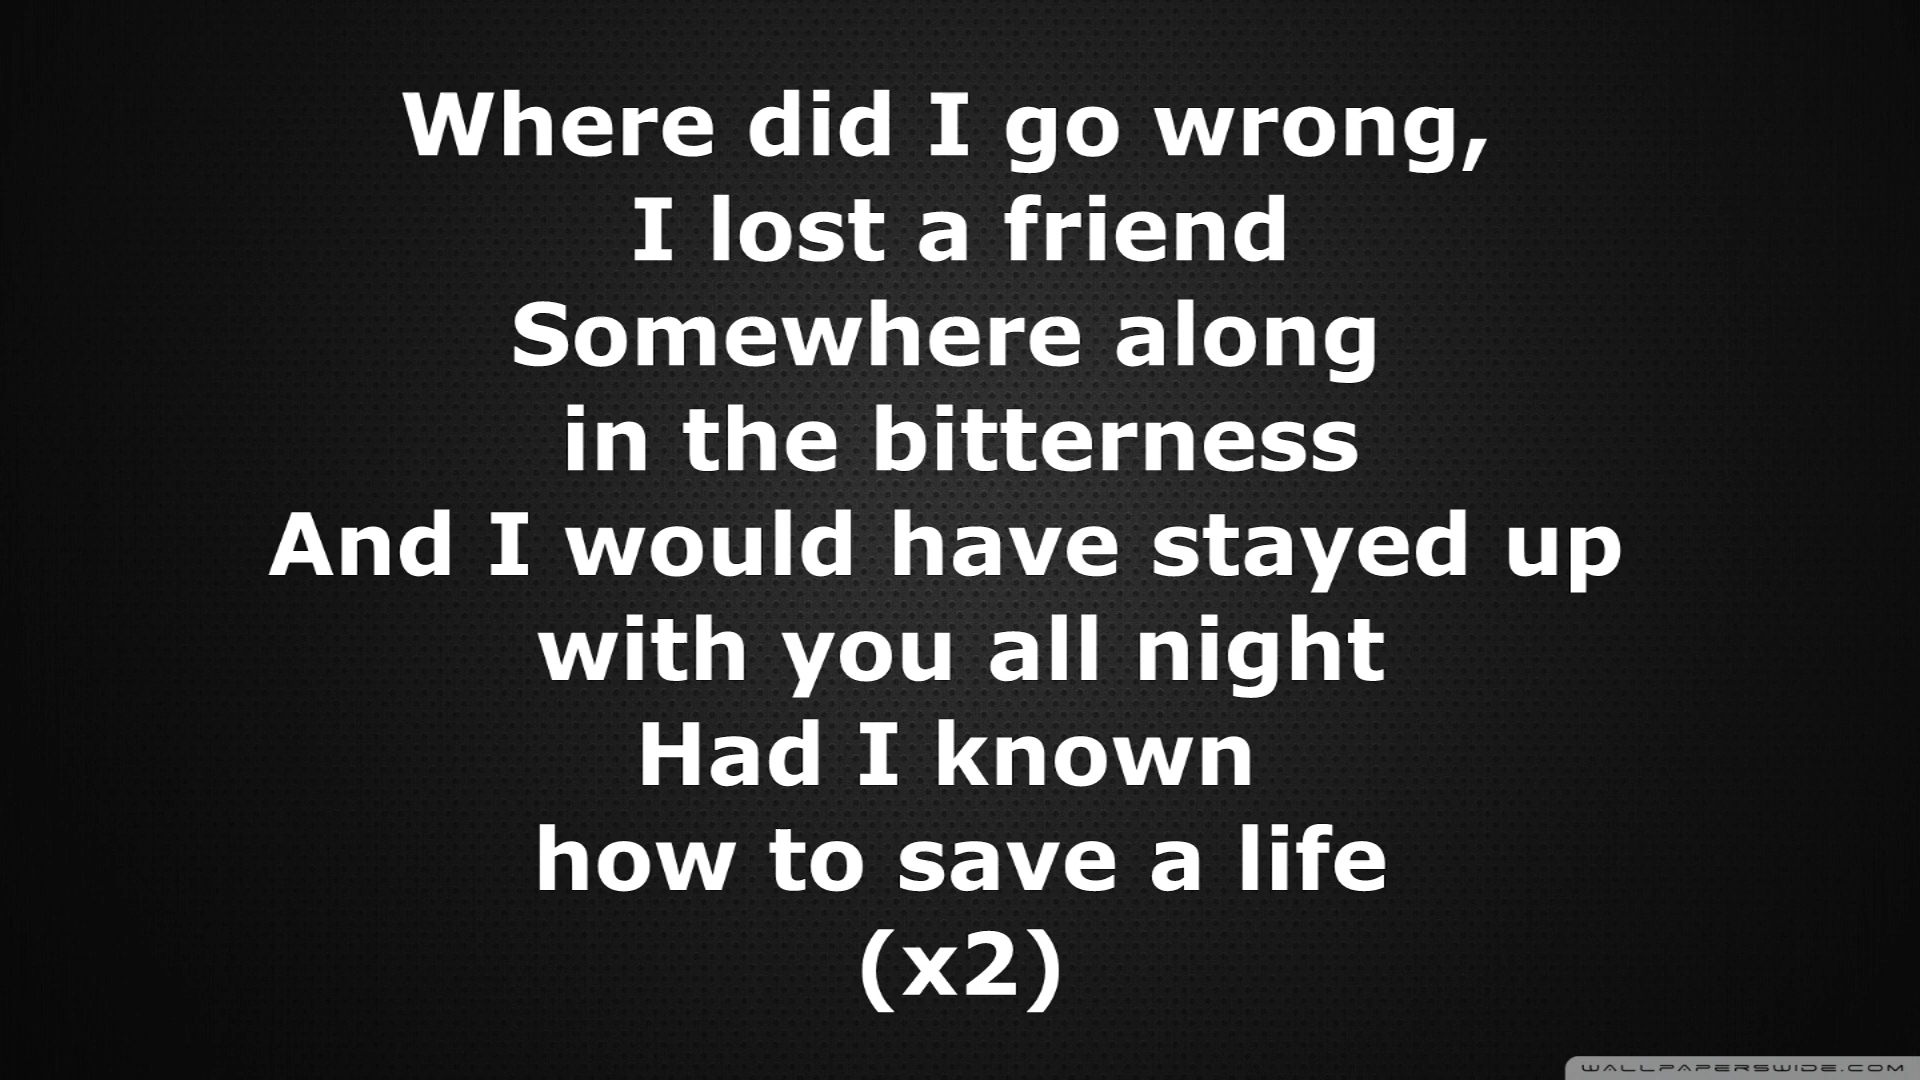 Where did I go wrong,
I lost a friend
Somewhere along
in the bitterness
And I would have stayed up
with you all night
Had I known
how to save a life
(x2)
WALLPAPERSWIDE.COM